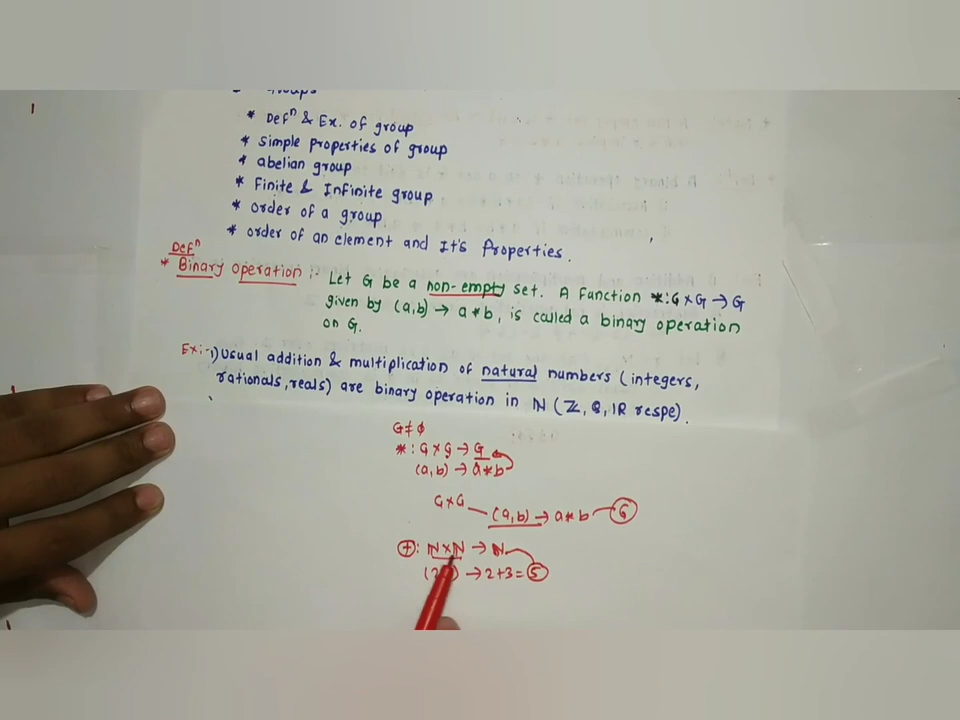 * Defⁿ & Ex. of group
* Simple properties of group
* abelian group
* Finite & Infinite group
* order of a group
* order of an element and It's Properties.
Defⁿ
* Binary operation :- Let G be a non-empty set. A Function *: G × G → G
given by (a,b) → a * b, is called a binary operation
on G.
Ex:- 1) Usual addition & multiplication of natural numbers (integers,
rationals, reals) are binary operation in ℕ (ℤ, ℚ, ℝ respe).
G ≠ ϕ
* : G × G → G
(a,b) → a * b
G × G — (a,b) → a * b — G
+ : ℕ × ℕ → ℕ
(2 ) → 2+3 = 5